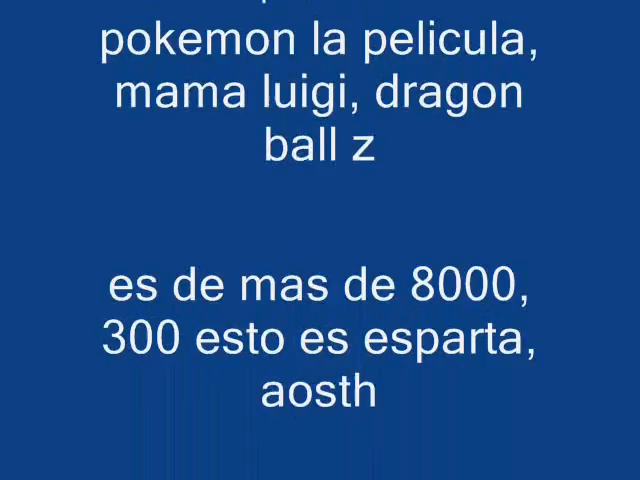 pokemon la pelicula,
mama luigi, dragon
ball z
es de mas de 8000,
300 esto es esparta,
aosth